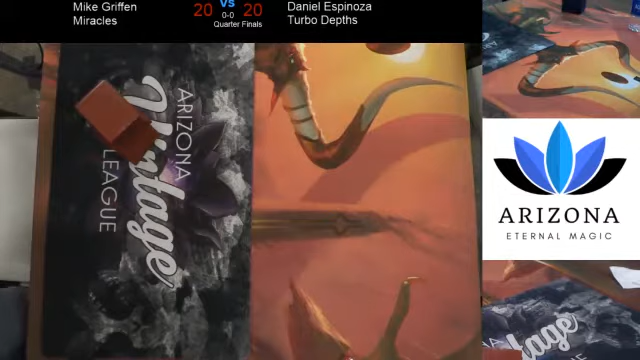 Mike Griffen
Miracles
20 vs 20
0-0
Quarter Finals
Daniel Espinoza
Turbo Depths
ARIZONA
Vintage
LEAGUE
ARIZONA
ETERNAL MAGIC